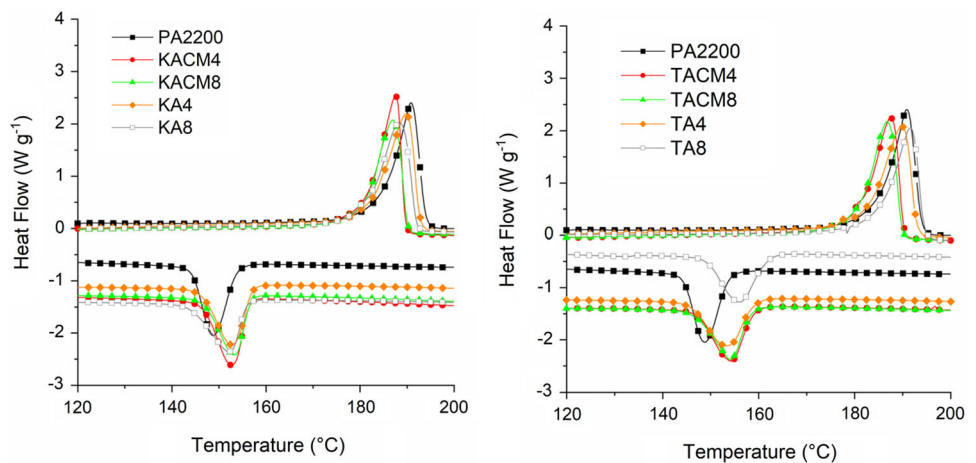 4
3
2
1
0
-1
-2
-3
120
140
160
180
200
Heat Flow (W g⁻¹)
Temperature (°C)
PA2200
KACM4
KACM8
KA4
KA8
4
3
2
1
0
-1
-2
-3
120
140
160
180
200
Heat Flow (W g⁻¹)
Temperature (°C)
PA2200
TACM4
TACM8
TA4
TA8